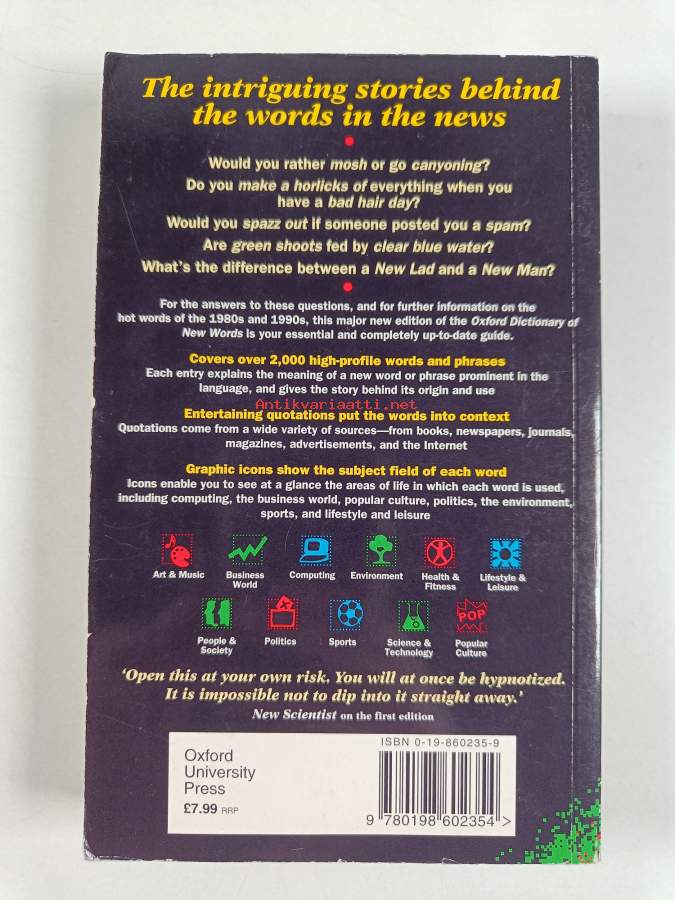 The intriguing stories behind
the words in the news
Would you rather mosh or go canyoning?
Do you make a horlicks of everything when you
have a bad hair day?
Would you spazz out if someone posted you a spam?
Are green shoots fed by clear blue water?
What's the difference between a New Lad and a New Man?
For the answers to these questions, and for further information on the
hot words of the 1980s and 1990s, this major new edition of the Oxford Dictionary of
New Words is your essential and completely up-to-date guide.
Covers over 2,000 high-profile words and phrases
Each entry explains the meaning of a new word or phrase prominent in the
language, and gives the story behind its origin and use
Antikvariaatti.net
Entertaining quotations put the words into context
Quotations come from a wide variety of sources—from books, newspapers, journals,
magazines, advertisements, and the Internet
Graphic icons show the subject field of each word
Icons enable you to see at a glance the areas of life in which each word is used,
including computing, the business world, popular culture, politics, the environment,
sports, and lifestyle and leisure
Art & Music Business World Computing Environment Health & Fitness Lifestyle & Leisure
POP
People & Society Politics Sports Science & Technology Popular Culture
'Open this at your own risk. You will at once be hypnotized.
It is impossible not to dip into it straight away.'
New Scientist on the first edition
Oxford
University
Press
£7.99 RRP
ISBN 0-19-860235-9
9 780198 602354 >